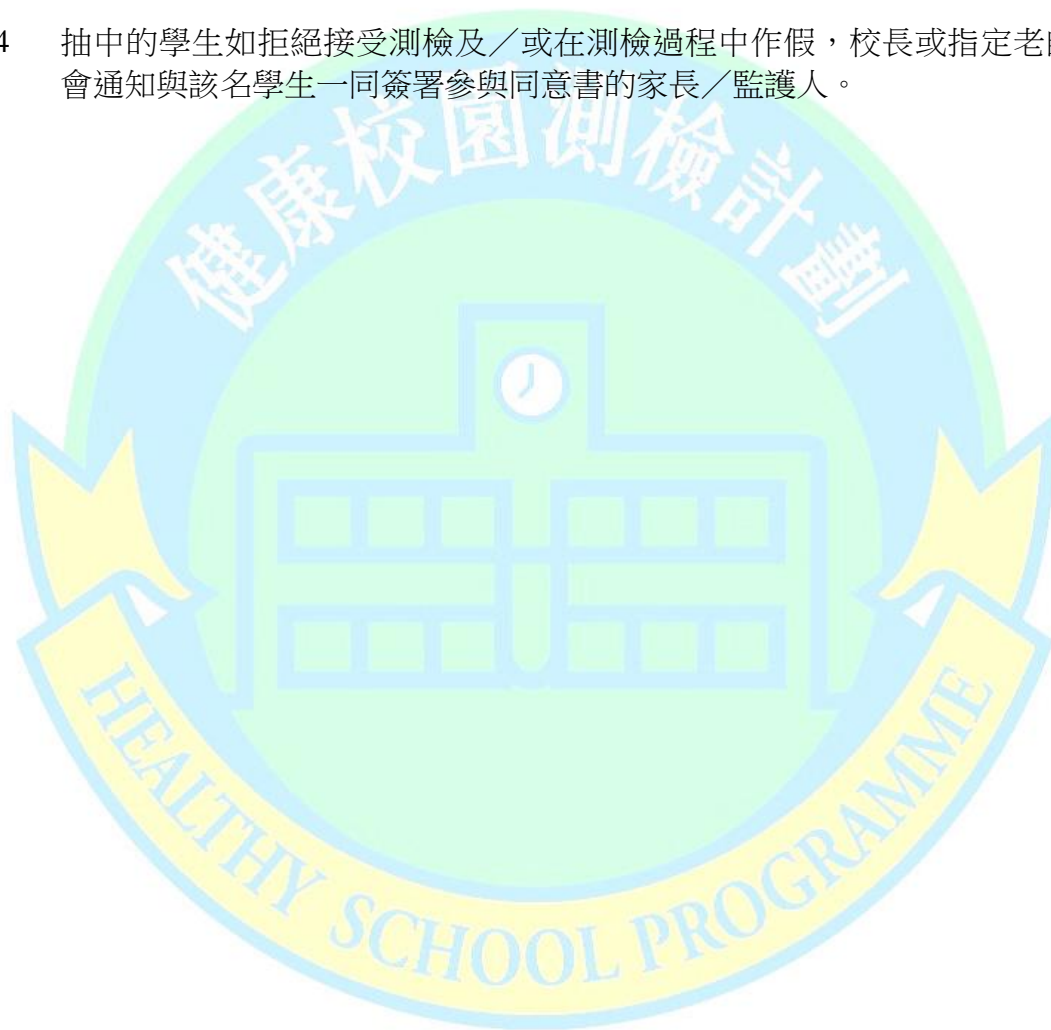 4 抽中的學生如拒絕接受測檢及／或在測檢過程中作假，校長或指定老
會通知與該名學生一同簽署參與同意書的家長／監護人。
健康校園測檢計劃
HEALTHY SCHOOL PROGRAMME